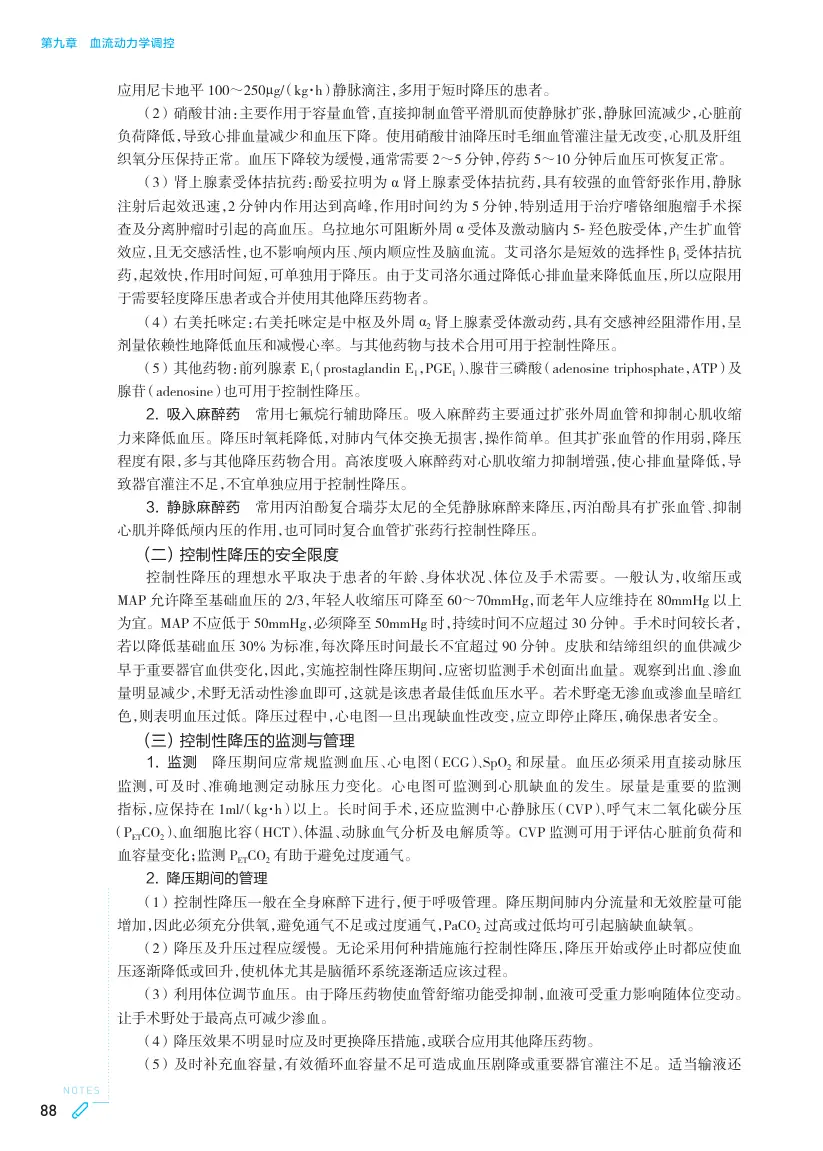 第九章 血流动力学调控
应用尼卡地平 100～250μg/（kg·h）静脉滴注，多用于短时降压的患者。
（2）硝酸甘油：主要作用于容量血管，直接抑制血管平滑肌而使静脉扩张，静脉回流减少，心脏前
负荷降低，导致心排血量减少和血压下降。使用硝酸甘油降压时毛细血管灌注量无改变，心肌及肝组
织氧分压保持正常。血压下降较为缓慢，通常需要 2～5 分钟，停药 5～10 分钟后血压可恢复正常。
（3）肾上腺素受体拮抗药：酚妥拉明为 α 肾上腺素受体拮抗药，具有较强的血管舒张作用，静脉
注射后起效迅速，2 分钟内作用达到高峰，作用时间约为 5 分钟，特别适用于治疗嗜铬细胞瘤手术探
查及分离肿瘤时引起的高血压。乌拉地尔可阻断外周 α 受体及激动脑内 5- 羟色胺受体，产生扩血管
效应，且无交感活性，也不影响颅内压、颅内顺应性及脑血流。艾司洛尔是短效的选择性 β₁ 受体拮抗
药，起效快，作用时间短，可单独用于降压。由于艾司洛尔通过降低心排血量来降低血压，所以应限用
于需要轻度降压患者或合并使用其他降压药物者。
（4）右美托咪定：右美托咪定是中枢及外周 α₂ 肾上腺素受体激动药，具有交感神经阻滞作用，呈
剂量依赖性地降低血压和减慢心率。与其他药物与技术合用可用于控制性降压。
（5）其他药物：前列腺素 E₁（prostaglandin E₁，PGE₁）、腺苷三磷酸（adenosine triphosphate，ATP）及
腺苷（adenosine）也可用于控制性降压。
2. 吸入麻醉药 常用七氟烷行辅助降压。吸入麻醉药主要通过扩张外周血管和抑制心肌收缩
力来降低血压。降压时氧耗降低，对肺内气体交换无损害，操作简单。但其扩张血管的作用弱，降压
程度有限，多与其他降压药物合用。高浓度吸入麻醉药对心肌收缩力抑制增强，使心排血量降低，导
致器官灌注不足，不宜单独应用于控制性降压。
3. 静脉麻醉药 常用丙泊酚复合瑞芬太尼的全凭静脉麻醉来降压，丙泊酚具有扩张血管、抑制
心肌并降低颅内压的作用，也可同时复合血管扩张药行控制性降压。
（二）控制性降压的安全限度
控制性降压的理想水平取决于患者的年龄、身体状况、体位及手术需要。一般认为，收缩压或
MAP 允许降至基础血压的 2/3，年轻人收缩压可降至 60～70mmHg，而老年人应维持在 80mmHg 以上
为宜。MAP 不应低于 50mmHg，必须降至 50mmHg 时，持续时间不应超过 30 分钟。手术时间较长者，
若以降低基础血压 30% 为标准，每次降压时间最长不宜超过 90 分钟。皮肤和结缔组织的血供减少
早于重要器官血供变化，因此，实施控制性降压期间，应密切监测手术创面出血量。观察到出血、渗血
量明显减少，术野无活动性渗血即可，这就是该患者最佳低血压水平。若术野毫无渗血或渗血呈暗红
色，则表明血压过低。降压过程中，心电图一旦出现缺血性改变，应立即停止降压，确保患者安全。
（三）控制性降压的监测与管理
1. 监测 降压期间应常规监测血压、心电图（ECG）、SpO₂ 和尿量。血压必须采用直接动脉压
监测，可及时、准确地测定动脉压力变化。心电图可监测到心肌缺血的发生。尿量是重要的监测
指标，应保持在 1ml/（kg·h）以上。长时间手术，还应监测中心静脉压（CVP）、呼气末二氧化碳分压
（PETCO₂）、血细胞比容（HCT）、体温、动脉血气分析及电解质等。CVP 监测可用于评估心脏前负荷和
血容量变化；监测 PETCO₂ 有助于避免过度通气。
2. 降压期间的管理
（1）控制性降压一般在全身麻醉下进行，便于呼吸管理。降压期间肺内分流量和无效腔量可能
增加，因此必须充分供氧，避免通气不足或过度通气，PaCO₂ 过高或过低均可引起脑缺血缺氧。
（2）降压及升压过程应缓慢。无论采用何种措施施行控制性降压，降压开始或停止时都应使血
压逐渐降低或回升，使机体尤其是脑循环系统逐渐适应该过程。
（3）利用体位调节血压。由于降压药物使血管舒缩功能受抑制，血液可受重力影响随体位变动。
让手术野处于最高点可减少渗血。
（4）降压效果不明显时应及时更换降压措施，或联合应用其他降压药物。
（5）及时补充血容量，有效循环血容量不足可造成血压剧降或重要器官灌注不足。适当输液还
NOTES
88